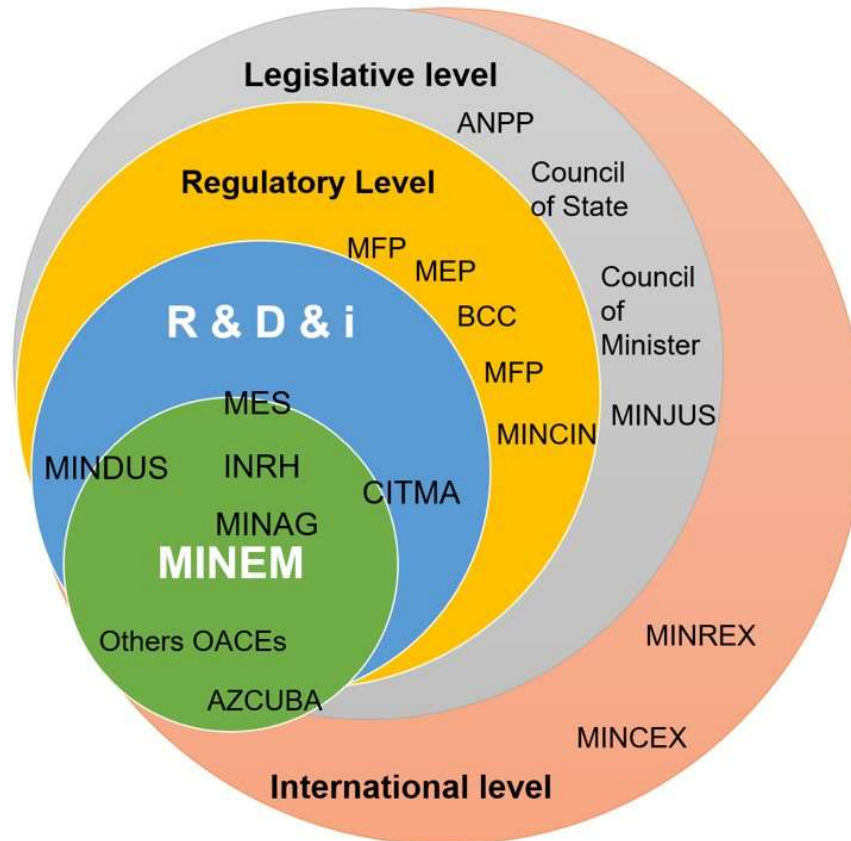 Legislative level
ANPP
Council
of State
Regulatory Level
MFP
MEP
Council
of
Minister
BCC
R & D & i
MFP
MES
MINCIN
MINJUS
MINDUS
INRH
CITMA
MINAG
MINEM
Others OACEs
MINREX
AZCUBA
MINCEX
International level